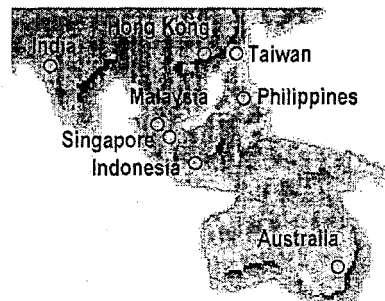 Hong Kong
India
Taiwan
Malaysia
Philippines
Singapore
Indonesia
Australia